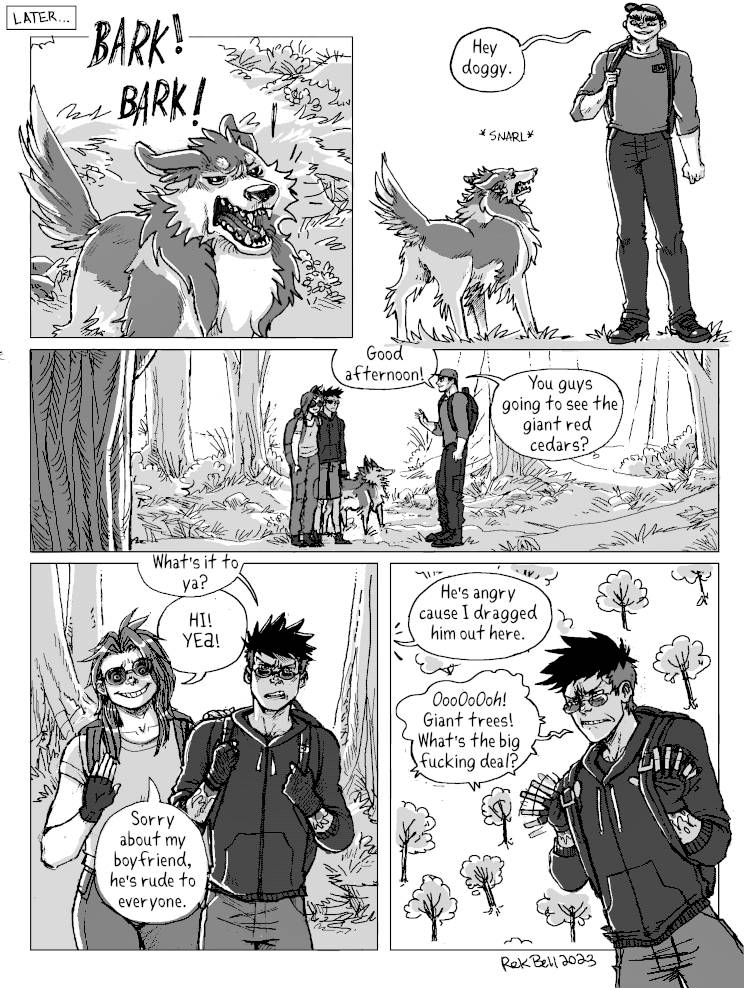 LATER...
BARK!
BARK!
Hey
doggy.
*SNARL*
Good
afternoon!
You guys
going to see the
giant red
cedars?
What's it to
ya?
HI!
YEa!
Sorry
about my
boyfriend,
he's rude to
everyone.
He's angry
cause I dragged
him out here.
OooOoOoh!
Giant trees!
What's the big
fucking deal?
RekBell 2023